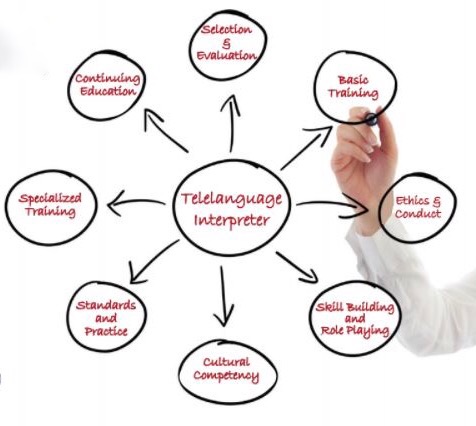 Selection
&
Evaluation
Basic
Training
Ethics &
Conduct
Skill Building
and
Role Playing
Cultural
Competency
Standards
and
Practice
Specialized
Training
Continuing
Education
Telelanguage
Interpreter